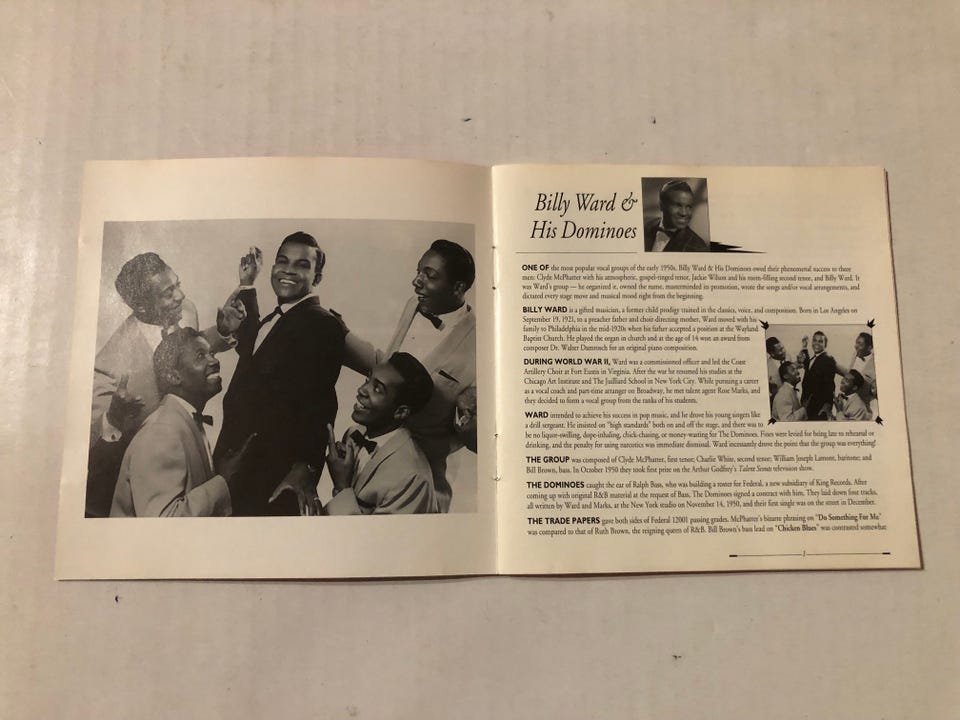 Billy Ward &
His Dominoes
ONE OF the most popular vocal groups of the early 1950s, Billy Ward & His Dominoes owed their phenomenal success to three
men: Clyde McPhatter with his atmospheric, gospel-tinged tenor, Jackie Wilson and his room-filling second tenor, and Billy Ward. It
was Ward's group — he organized it, owned the name, masterminded its promotion, wrote the songs and/or vocal arrangements, and
dictated every stage move and musical mood right from the beginning.
BILLY WARD is a gifted musician, a former child prodigy trained in the classics, voice, and composition. Born in Los Angeles on
September 19, 1921, to a preacher father and choir-directing mother, Ward moved with his
family to Philadelphia in the mid-1920s when his father accepted a position at the Wayland
Baptist Church. He played the organ in church and at the age of 14 won an award from
composer Dr. Walter Damrosch for an original piano composition.
DURING WORLD WAR II, Ward was a commissioned officer and led the Coast
Artillery Choir at Fort Eustis in Virginia. After the war he resumed his studies at the
Chicago Art Institute and The Juilliard School in New York City. While pursuing a career
as a vocal coach and part-time arranger on Broadway, he met talent agent Rose Marks, and
they decided to form a vocal group from the ranks of his students.
WARD intended to achieve his success in pop music, and he drove his young singers like
a drill sergeant. He insisted on "high standards" both on and off the stage, and there was to
be no liquor-swilling, dope-inhaling, chick-chasing, or money-wasting for The Dominoes. Fines were levied for being late to rehearsal or
drinking, and the penalty for using narcotics was immediate dismissal. Ward incessantly drove the point that the group was everything!
THE GROUP was composed of Clyde McPhatter, first tenor; Charlie White, second tenor; William Joseph Lamont, baritone; and
Bill Brown, bass. In October 1950 they took first prize on the Arthur Godfrey's Talent Scouts television show.
THE DOMINOES caught the ear of Ralph Bass, who was building a roster for Federal, a new subsidiary of King Records. After
coming up with original R&B material at the request of Bass, The Dominoes signed a contract with him. They laid down four tracks,
all written by Ward and Marks, at the New York studio on November 14, 1950, and their first single was on the street in December.
THE TRADE PAPERS gave both sides of Federal 12001 passing grades. McPhatter's bizarre phrasing on "Do Something For Me"
was compared to that of Ruth Brown, the reigning queen of R&B. Bill Brown's bass lead on "Chicken Blues" was contrasted somewhat
1